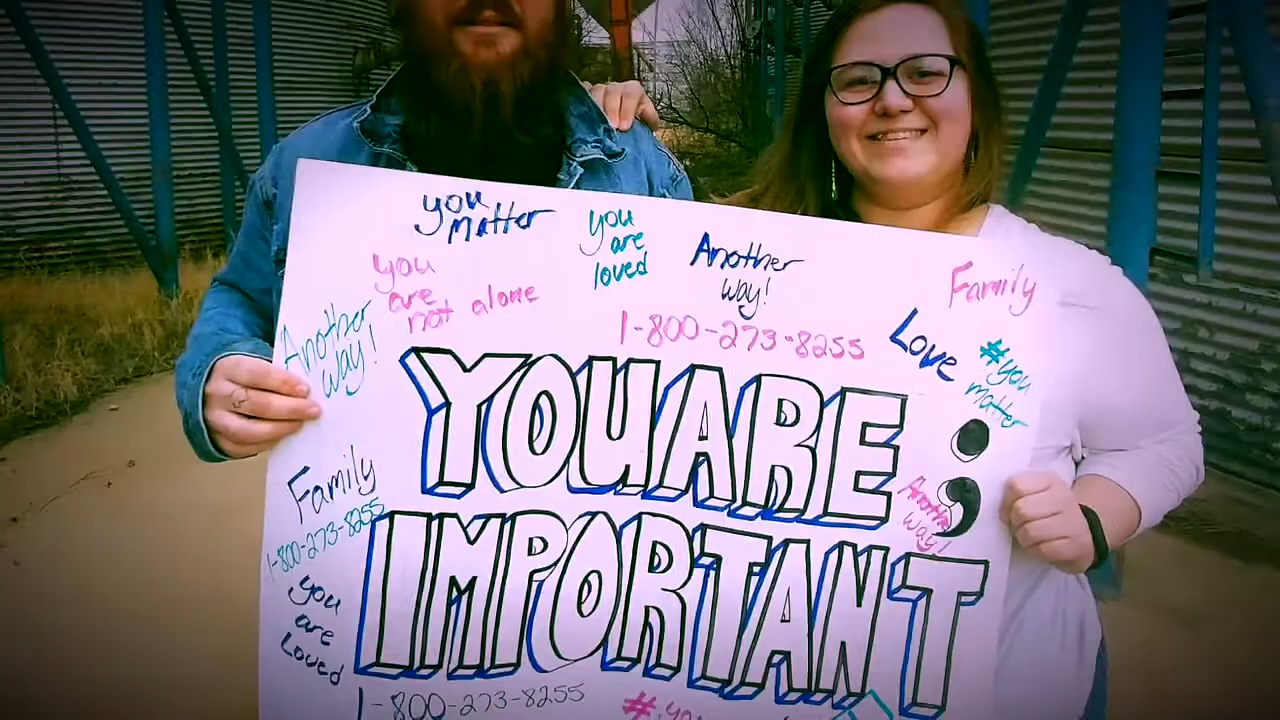 you
matter
you
are
loved
Another
way!
Family
you
are
not alone
1-800-273-8255
Love
#you
matter
Another
way!
YOU ARE ;
Another
way!
Family
1-800-273-8255
IMPORTANT
you
are
Loved
1-800-273-8255
#you